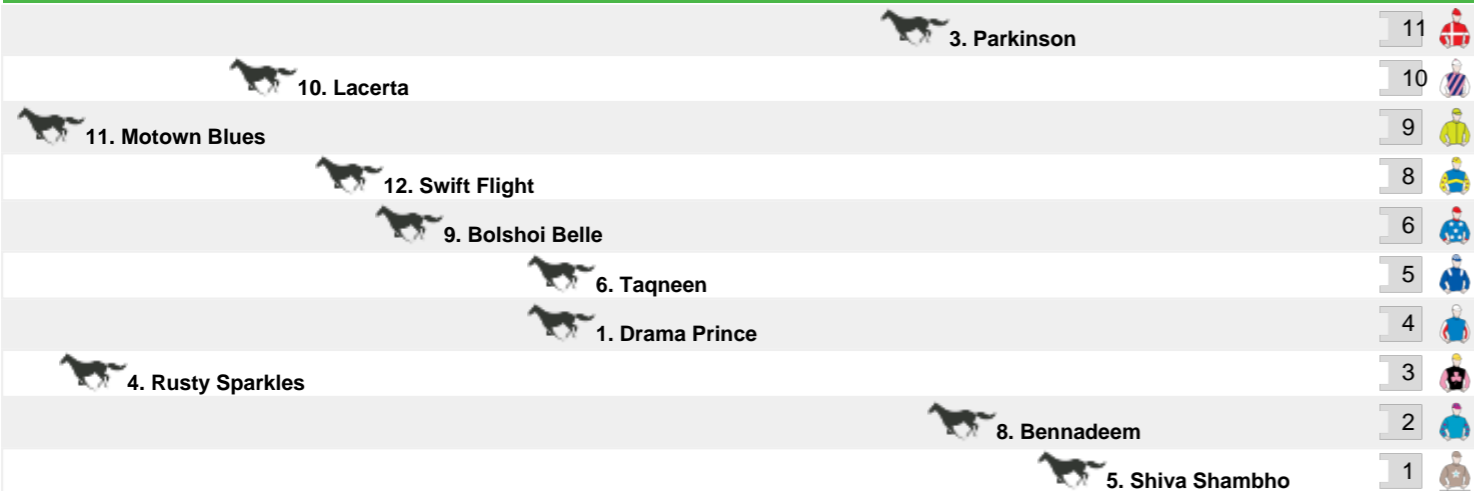 3. Parkinson 11
10. Lacerta 10
11. Motown Blues 9
12. Swift Flight 8
9. Bolshoi Belle 6
6. Taqneen 5
1. Drama Prince 4
4. Rusty Sparkles 3
8. Bennadeem 2
5. Shiva Shambho 1